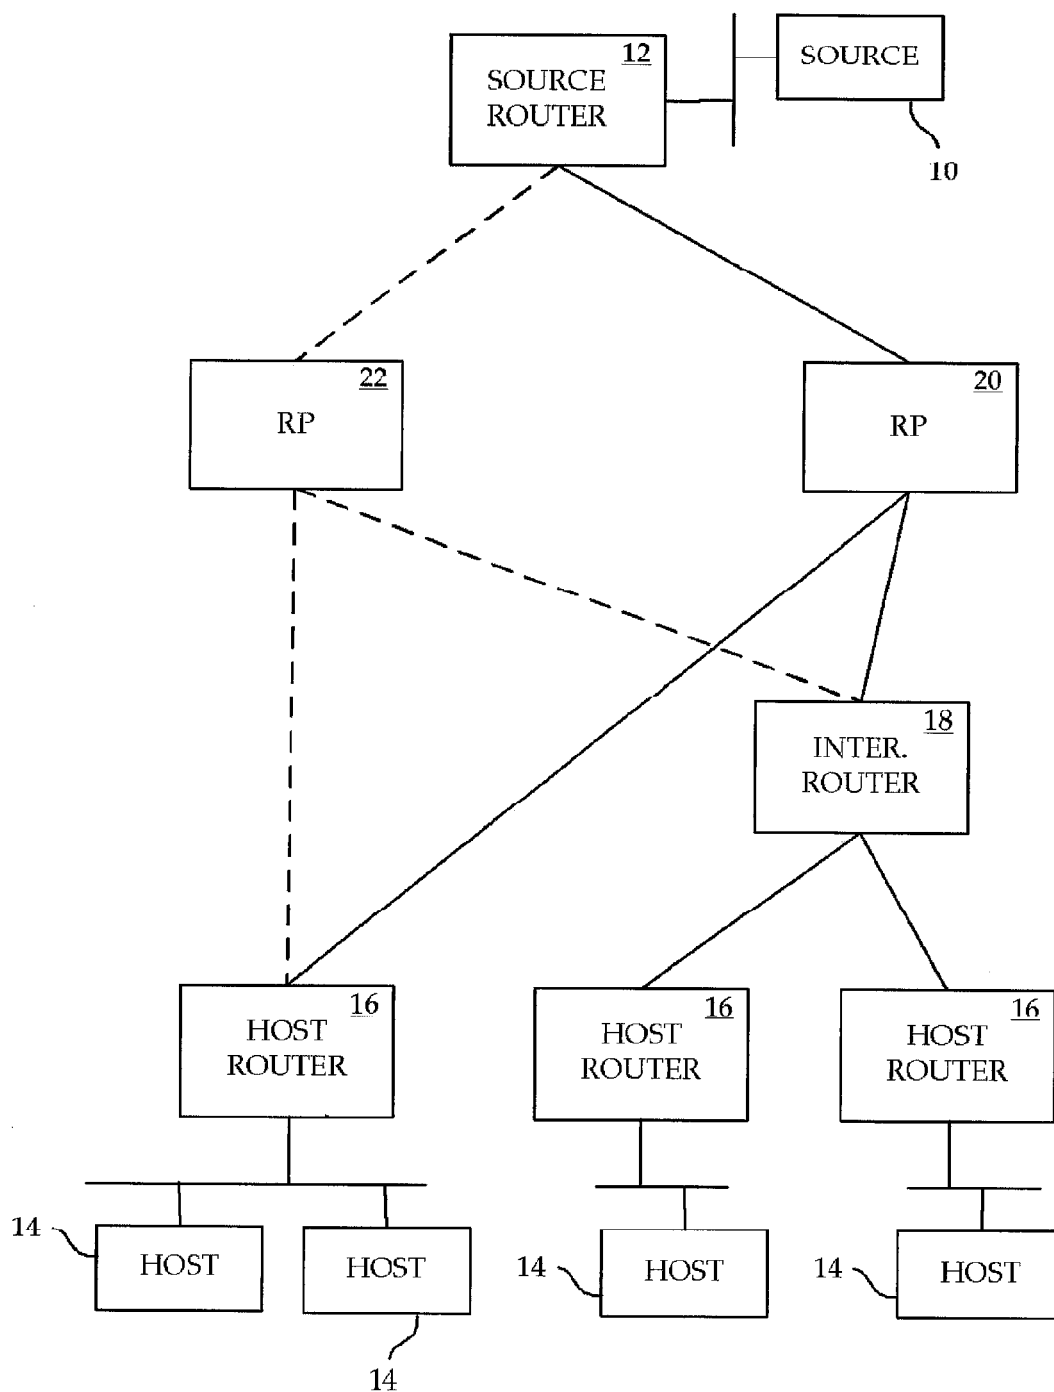 12
SOURCE
ROUTER
SOURCE
10
22
RP
20
RP
18
INTER.
ROUTER
16
HOST
ROUTER
16
HOST
ROUTER
16
HOST
ROUTER
14
HOST
HOST
14
14
HOST
14
HOST